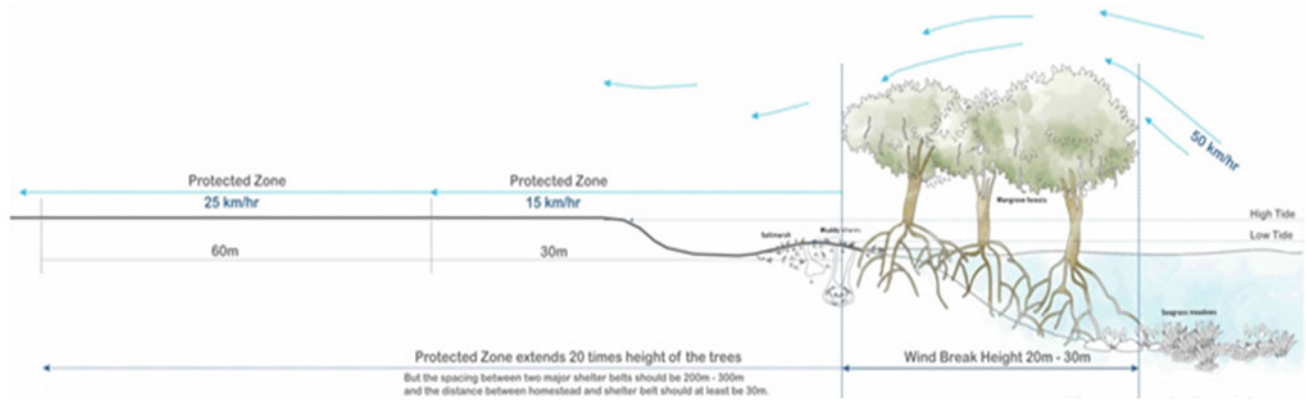 50 km/hr
Protected Zone
Protected Zone
25 km/hr
15 km/hr
Mangrove forests
High Tide
Low Tide
Saltmarsh
Muddy shores
60m
30m
Seagrass meadows
Protected Zone extends 20 times height of the trees
Wind Break Height 20m - 30m
But the spacing between two major shelter belts should be 200m - 300m
and the distance between homestead and shelter belt should at least be 30m.